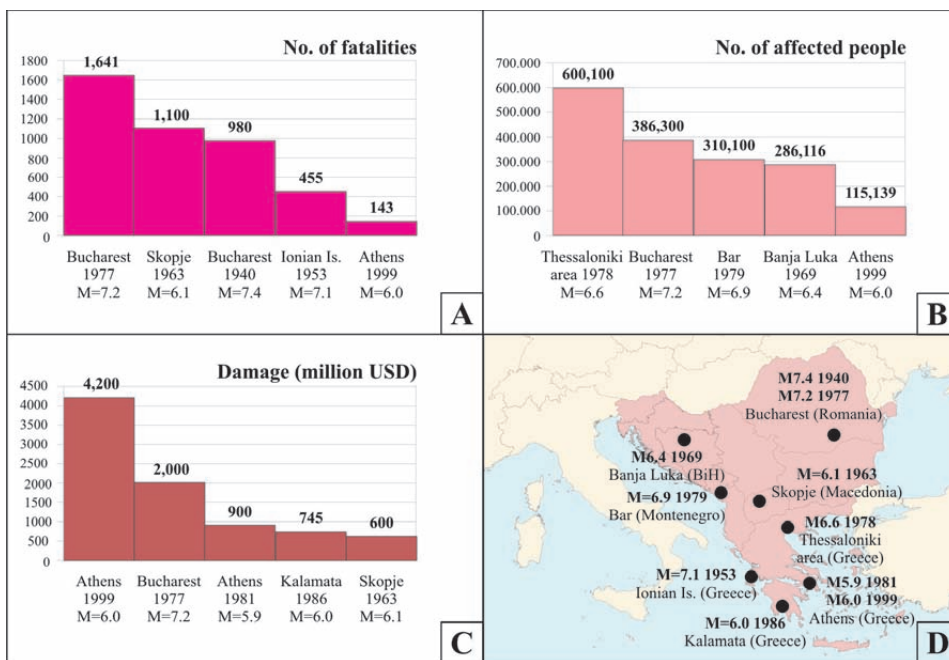 No. of fatalities
1800
1600
1400
1200
1000
800
600
400
200
0
1,641
1,100
980
455
143
Bucharest Skopje Bucharest Ionian Is. Athens
1977 1963 1940 1953 1999
M=7.2 M=6.1 M=7.4 M=7.1 M=6.0
A
No. of affected people
700.000
600.000
500.000
400.000
300.000
200.000
100.000
0
600,100
386,300
310,100
286,116
115,139
Thessaloniki Bucharest Bar Banja Luka Athens
area 1978 1977 1979 1969 1999
M=6.6 M=7.2 M=6.9 M=6.4 M=6.0
B
Damage (million USD)
4500
4000
3500
3000
2500
2000
1500
1000
500
0
4,200
2,000
900
745
600
Athens Bucharest Athens Kalamata Skopje
1999 1977 1981 1986 1963
M=6.0 M=7.2 M=5.9 M=6.0 M=6.1
C
M7.4 1940
M7.2 1977
Bucharest (Romania)
M6.4 1969
Banja Luka (BiH)
M=6.1 1963
Skopje (Macedonia)
M=6.9 1979
Bar (Montenegro)
M6.6 1978
Thessaloniki
area (Greece)
M=7.1 1953
Ionian Is. (Greece)
M5.9 1981
M6.0 1999
Athens (Greece)
M=6.0 1986
Kalamata (Greece)
D